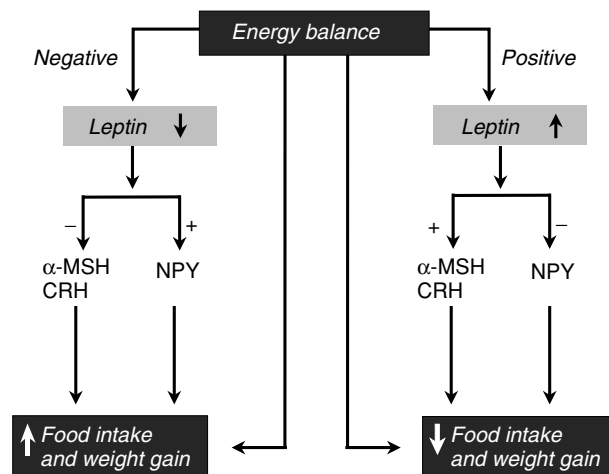 Energy balance
Negative
Positive
Leptin ↓
Leptin ↑
− +
+ −
α-MSH
CRH
NPY
α-MSH
CRH
NPY
↑ Food intake
and weight gain
↓ Food intake
and weight gain